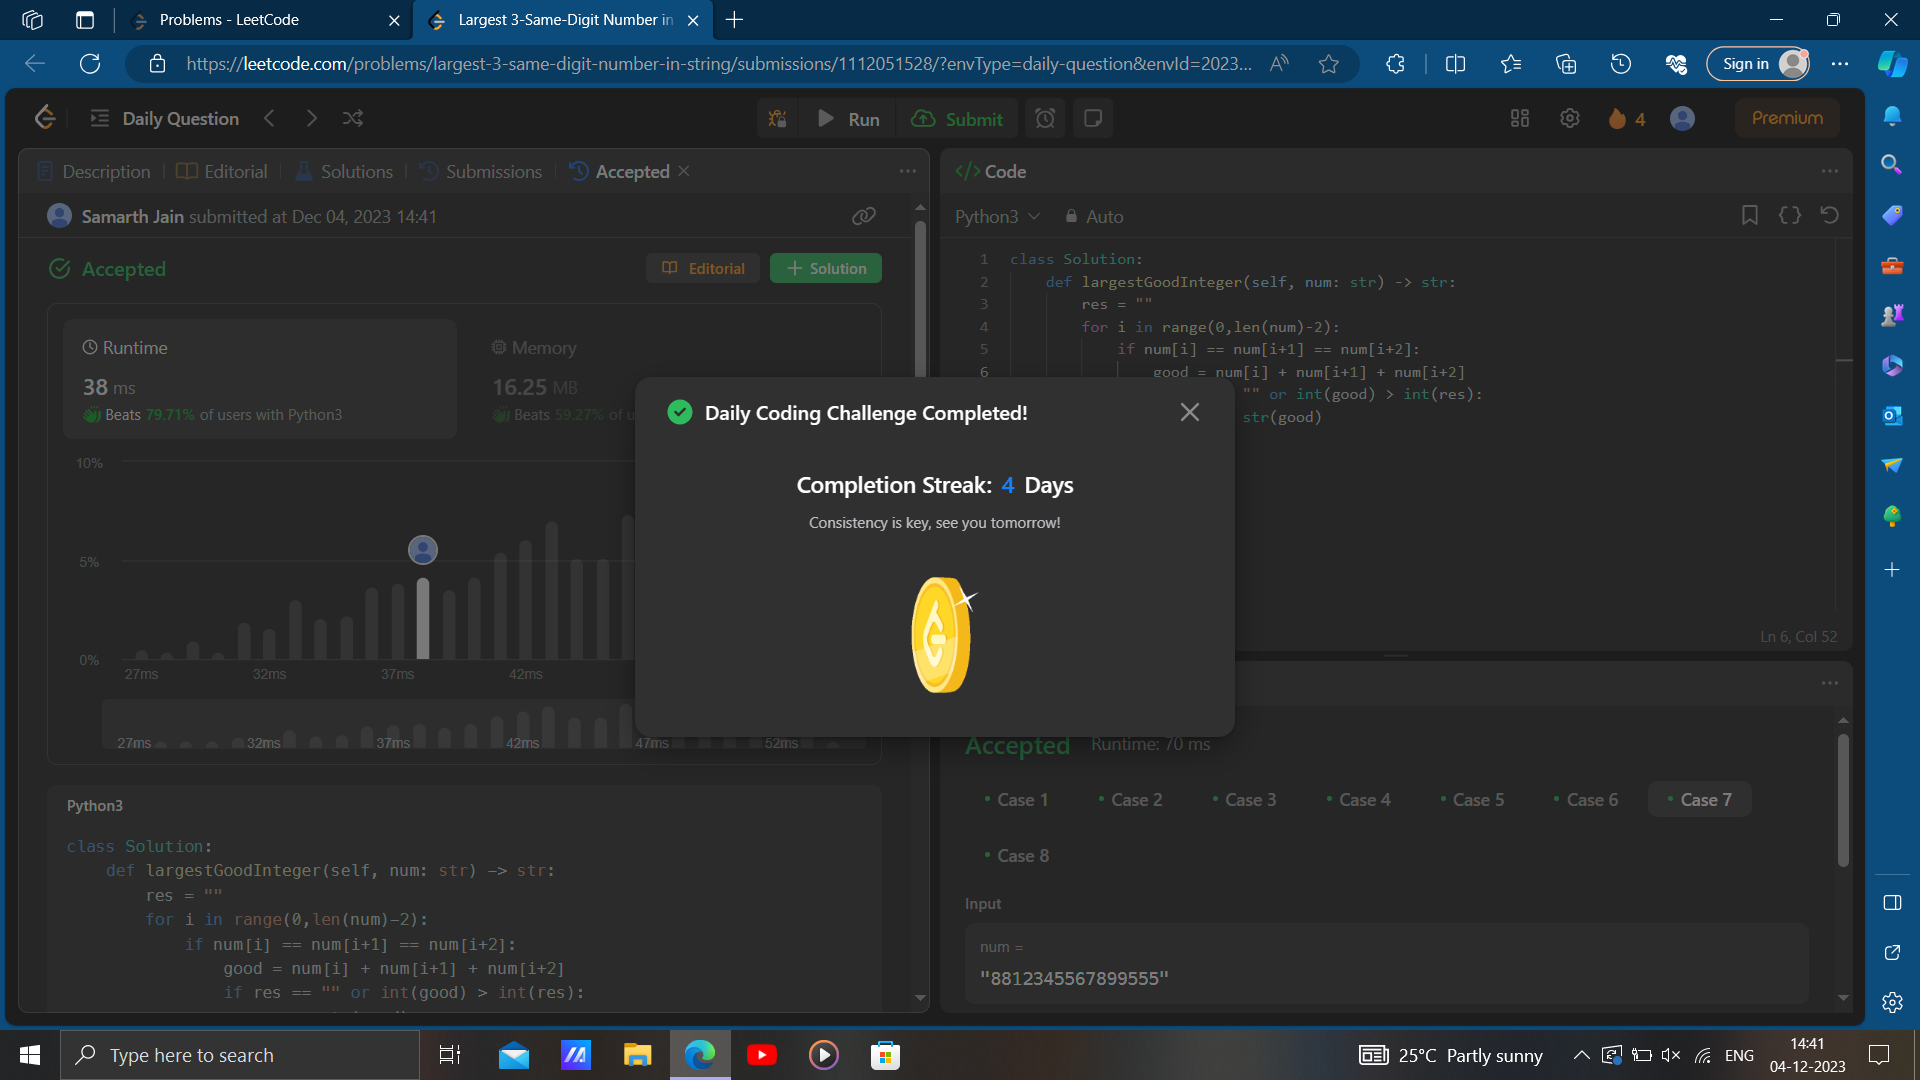 Problems - LeetCode
Largest 3-Same-Digit Number in
https://leetcode.com/problems/largest-3-same-digit-number-in-string/submissions/1112051528/?envType=daily-question&envId=2023...
Sign in
Daily Question
Run
Submit
4
Premium
Description
Editorial
Solutions
Submissions
Accepted
Samarth Jain submitted at Dec 04, 2023 14:41
Accepted
Editorial
+ Solution
Runtime
38 ms
Beats 79.71% of users with Python3
Memory
16.25 MB
Beats 59.27% of u
10%
5%
0%
27ms
32ms
37ms
42ms
27ms
32ms
37ms
42ms
47ms
52ms
Python3
class Solution:
def largestGoodInteger(self, num: str) -> str:
res = ""
for i in range(0,len(num)-2):
if num[i] == num[i+1] == num[i+2]:
good = num[i] + num[i+1] + num[i+2]
if res == "" or int(good) > int(res):
Daily Coding Challenge Completed!
Completion Streak: 4 Days
Consistency is key, see you tomorrow!
</> Code
Python3
Auto
1 class Solution:
2 def largestGoodInteger(self, num: str) -> str:
3 res = ""
4 for i in range(0,len(num)-2):
5 if num[i] == num[i+1] == num[i+2]:
6 good = num[i] + num[i+1] + num[i+2]
"" or int(good) > int(res):
str(good)
Ln 6, Col 52
Accepted
Runtime: 70 ms
Case 1
Case 2
Case 3
Case 4
Case 5
Case 6
Case 7
Case 8
Input
num =
"8812345567899555"
Type here to search
25°C Partly sunny
ENG
14:41
04-12-2023